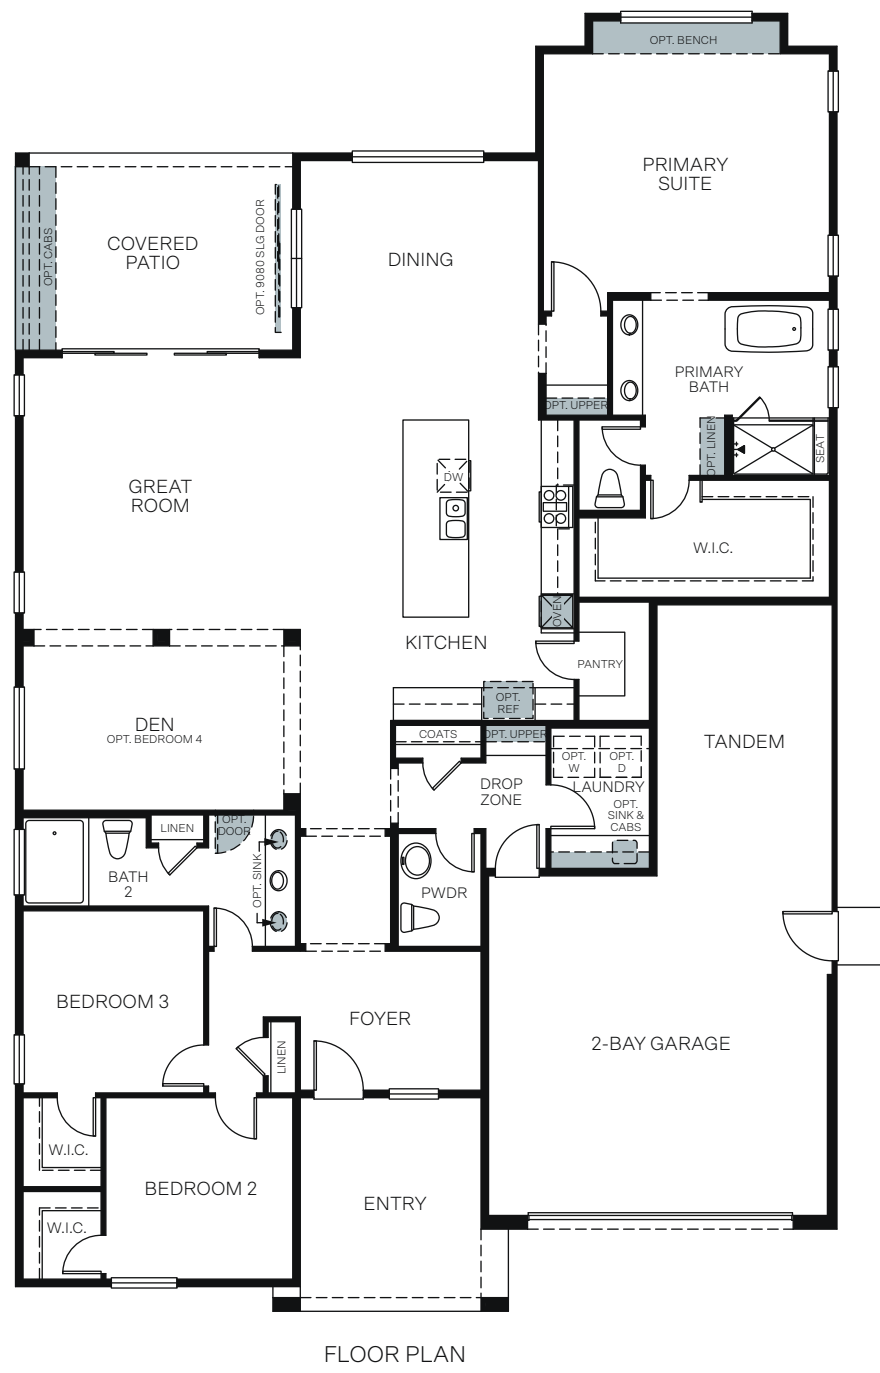 OPT. BENCH
PRIMARY
SUITE
COVERED
PATIO
OPT. CABS
OPT. 9080 SLG DOOR
DINING
PRIMARY
BATH
OPT. UPPER
OPT. LINEN
SEAT
DW
GREAT
ROOM
W.I.C.
OVEN
KITCHEN
PANTRY
OPT.
REF
DEN
OPT. BEDROOM 4
COATS
OPT. UPPER
TANDEM
OPT.
W
OPT.
D
DROP
ZONE
LAUNDRY
OPT.
SINK &
CABS
LINEN
OPT.
DOOR
OPT. SINK
BATH
2
PWDR
BEDROOM 3
FOYER
LINEN
2-BAY GARAGE
W.I.C.
BEDROOM 2
ENTRY
W.I.C.
FLOOR PLAN